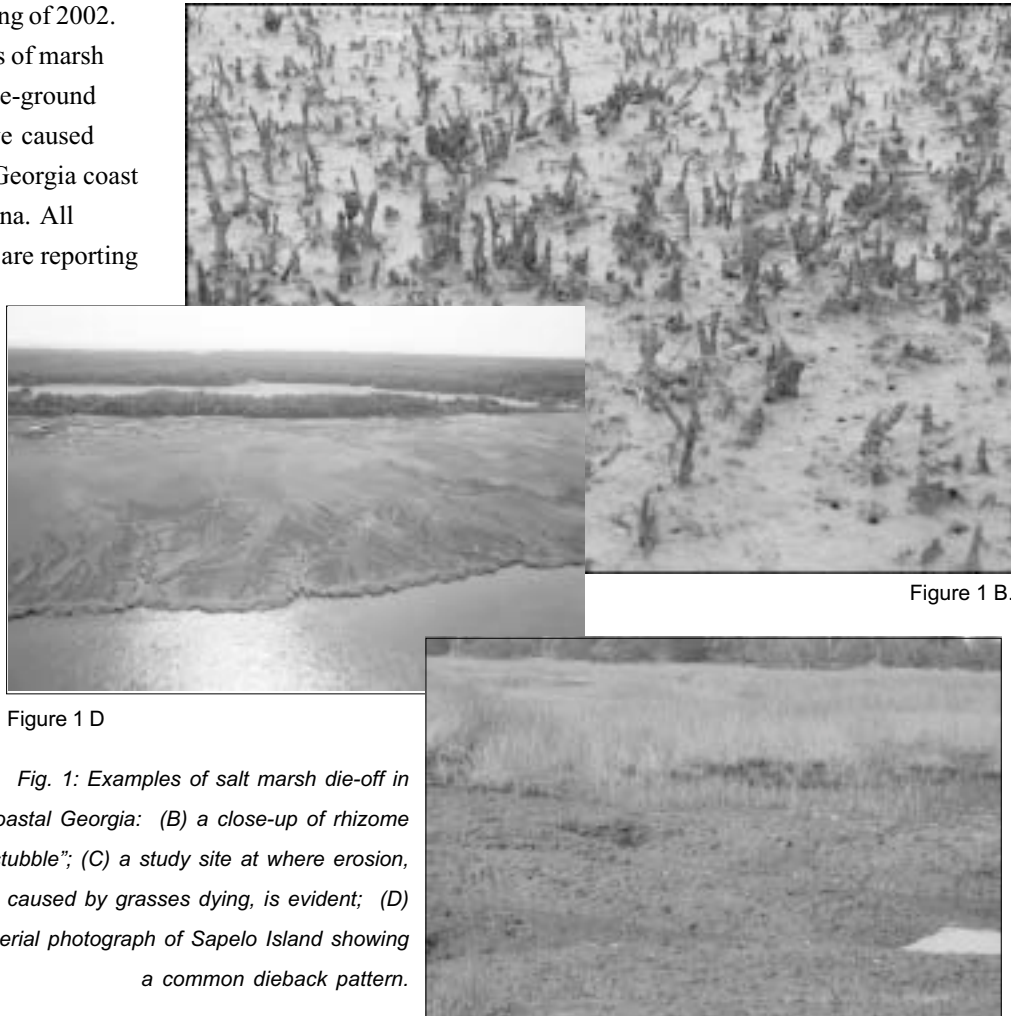 ng of 2002.
s of marsh
e-ground
e caused
Georgia coast
na. All
are reporting
Figure 1 B.
Figure 1 D
Fig. 1: Examples of salt marsh die-off in
oastal Georgia: (B) a close-up of rhizome
stubble”; (C) a study site at where erosion,
caused by grasses dying, is evident; (D)
erial photograph of Sapelo Island showing
a common dieback pattern.